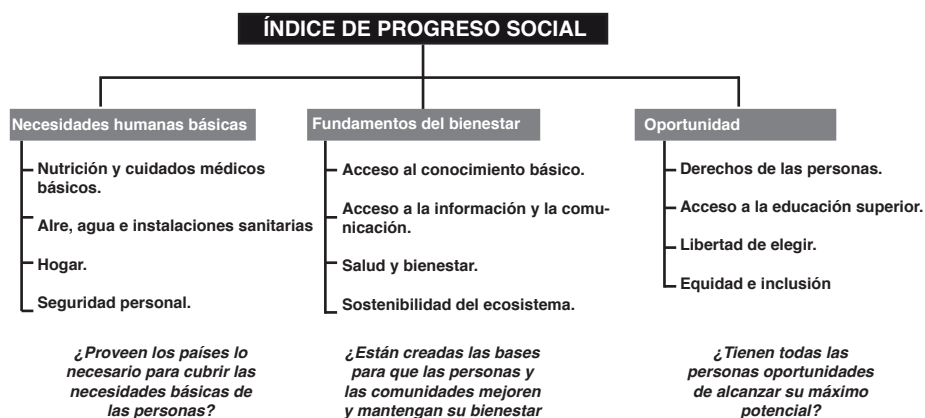 ÍNDICE DE PROGRESO SOCIAL
Necesidades humanas básicas
Nutrición y cuidados médicos
básicos.
AIre, agua e instalaciones sanitarias
Hogar.
Seguridad personal.
¿Proveen los países lo
necesario para cubrir las
necesidades básicas de
las personas?
Fundamentos del bienestar
Acceso al conocimiento básico.
Acceso a la información y la comu-
nicación.
Salud y bienestar.
Sostenibilidad del ecosistema.
¿Están creadas las bases
para que las personas y
las comunidades mejoren
y mantengan su bienestar
Oportunidad
Derechos de las personas.
Acceso a la educación superior.
Libertad de elegir.
Equidad e inclusión
¿Tienen todas las
personas oportunidades
de alcanzar su máximo
potencial?